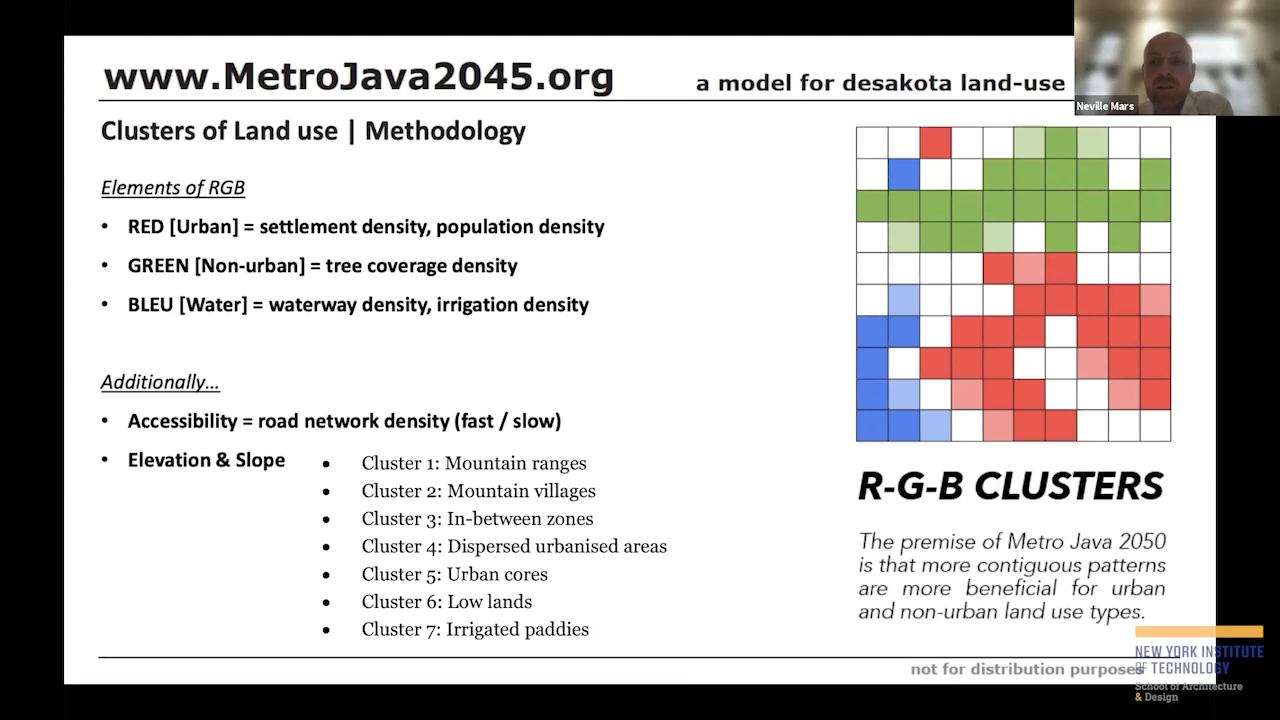 www.MetroJava2045.org
a model for desakota land-use
Neville Mars
Clusters of Land use | Methodology
Elements of RGB
• RED [Urban] = settlement density, population density
• GREEN [Non-urban] = tree coverage density
• BLEU [Water] = waterway density, irrigation density
Additionally...
• Accessibility = road network density (fast / slow)
• Elevation & Slope
• Cluster 1: Mountain ranges
• Cluster 2: Mountain villages
• Cluster 3: In-between zones
• Cluster 4: Dispersed urbanised areas
• Cluster 5: Urban cores
• Cluster 6: Low lands
• Cluster 7: Irrigated paddies
R-G-B CLUSTERS
The premise of Metro Java 2050
is that more contiguous patterns
are more beneficial for urban
and non-urban land use types.
not for distribution purposes
NEW YORK INSTITUTE
OF TECHNOLOGY
School of Architecture
& Design